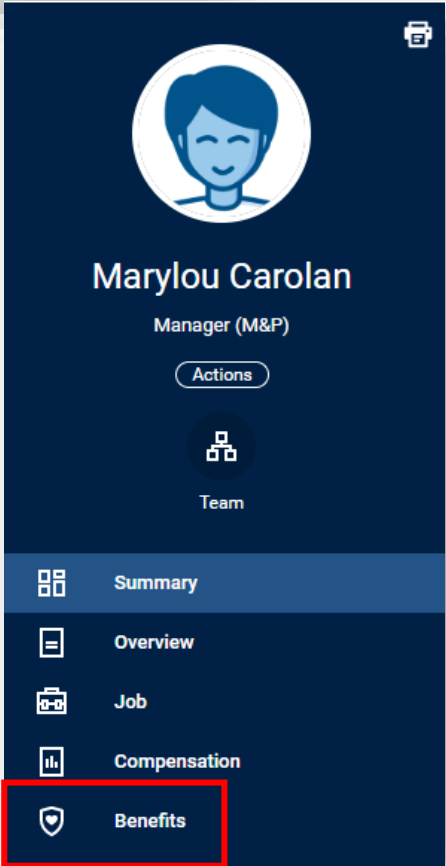 Marylou Carolan
Manager (M&P)
Actions
Team
Summary
Overview
Job
Compensation
Benefits